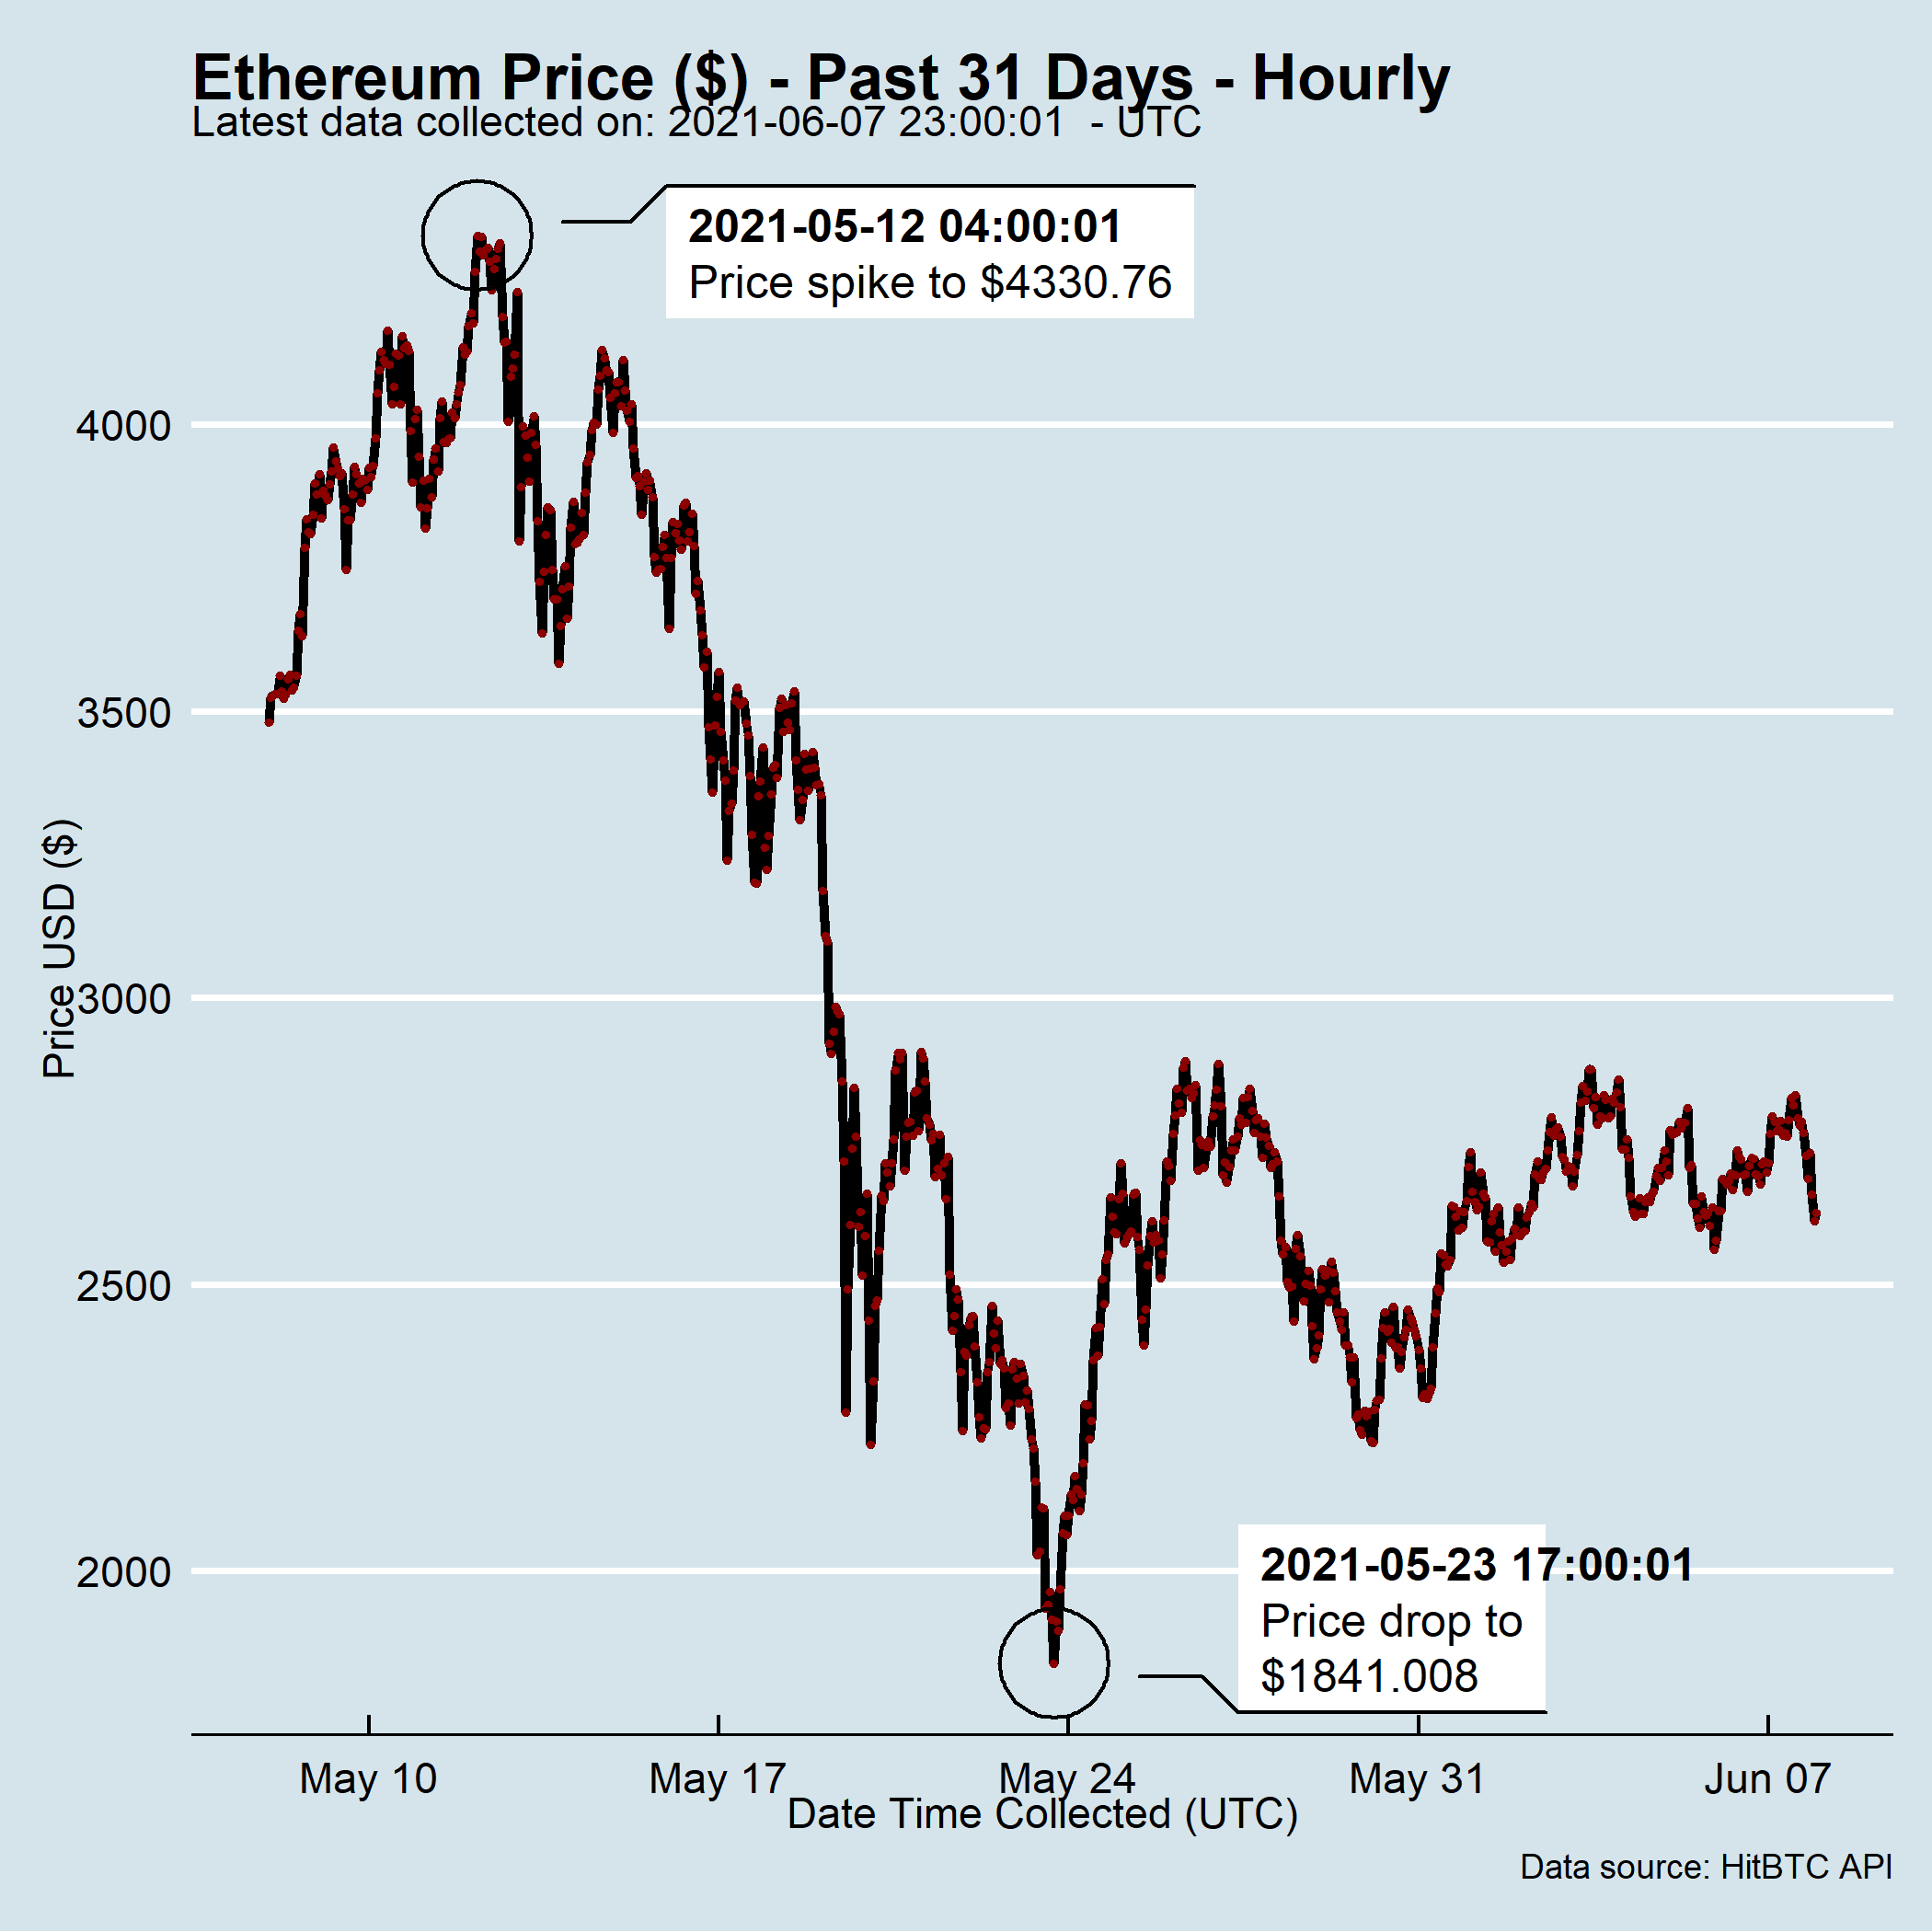 Ethereum Price ($) - Past 31 Days - Hourly
Latest data collected on: 2021-06-07 23:00:01  - UTC
2021-05-12 04:00:01
Price spike to $4330.76
4000
3500
3000
2500
2000
Price USD ($)
2021-05-23 17:00:01
Price drop to
$1841.008
May 10
May 17
May 24
May 31
Jun 07
Date Time Collected (UTC)
Data source: HitBTC API